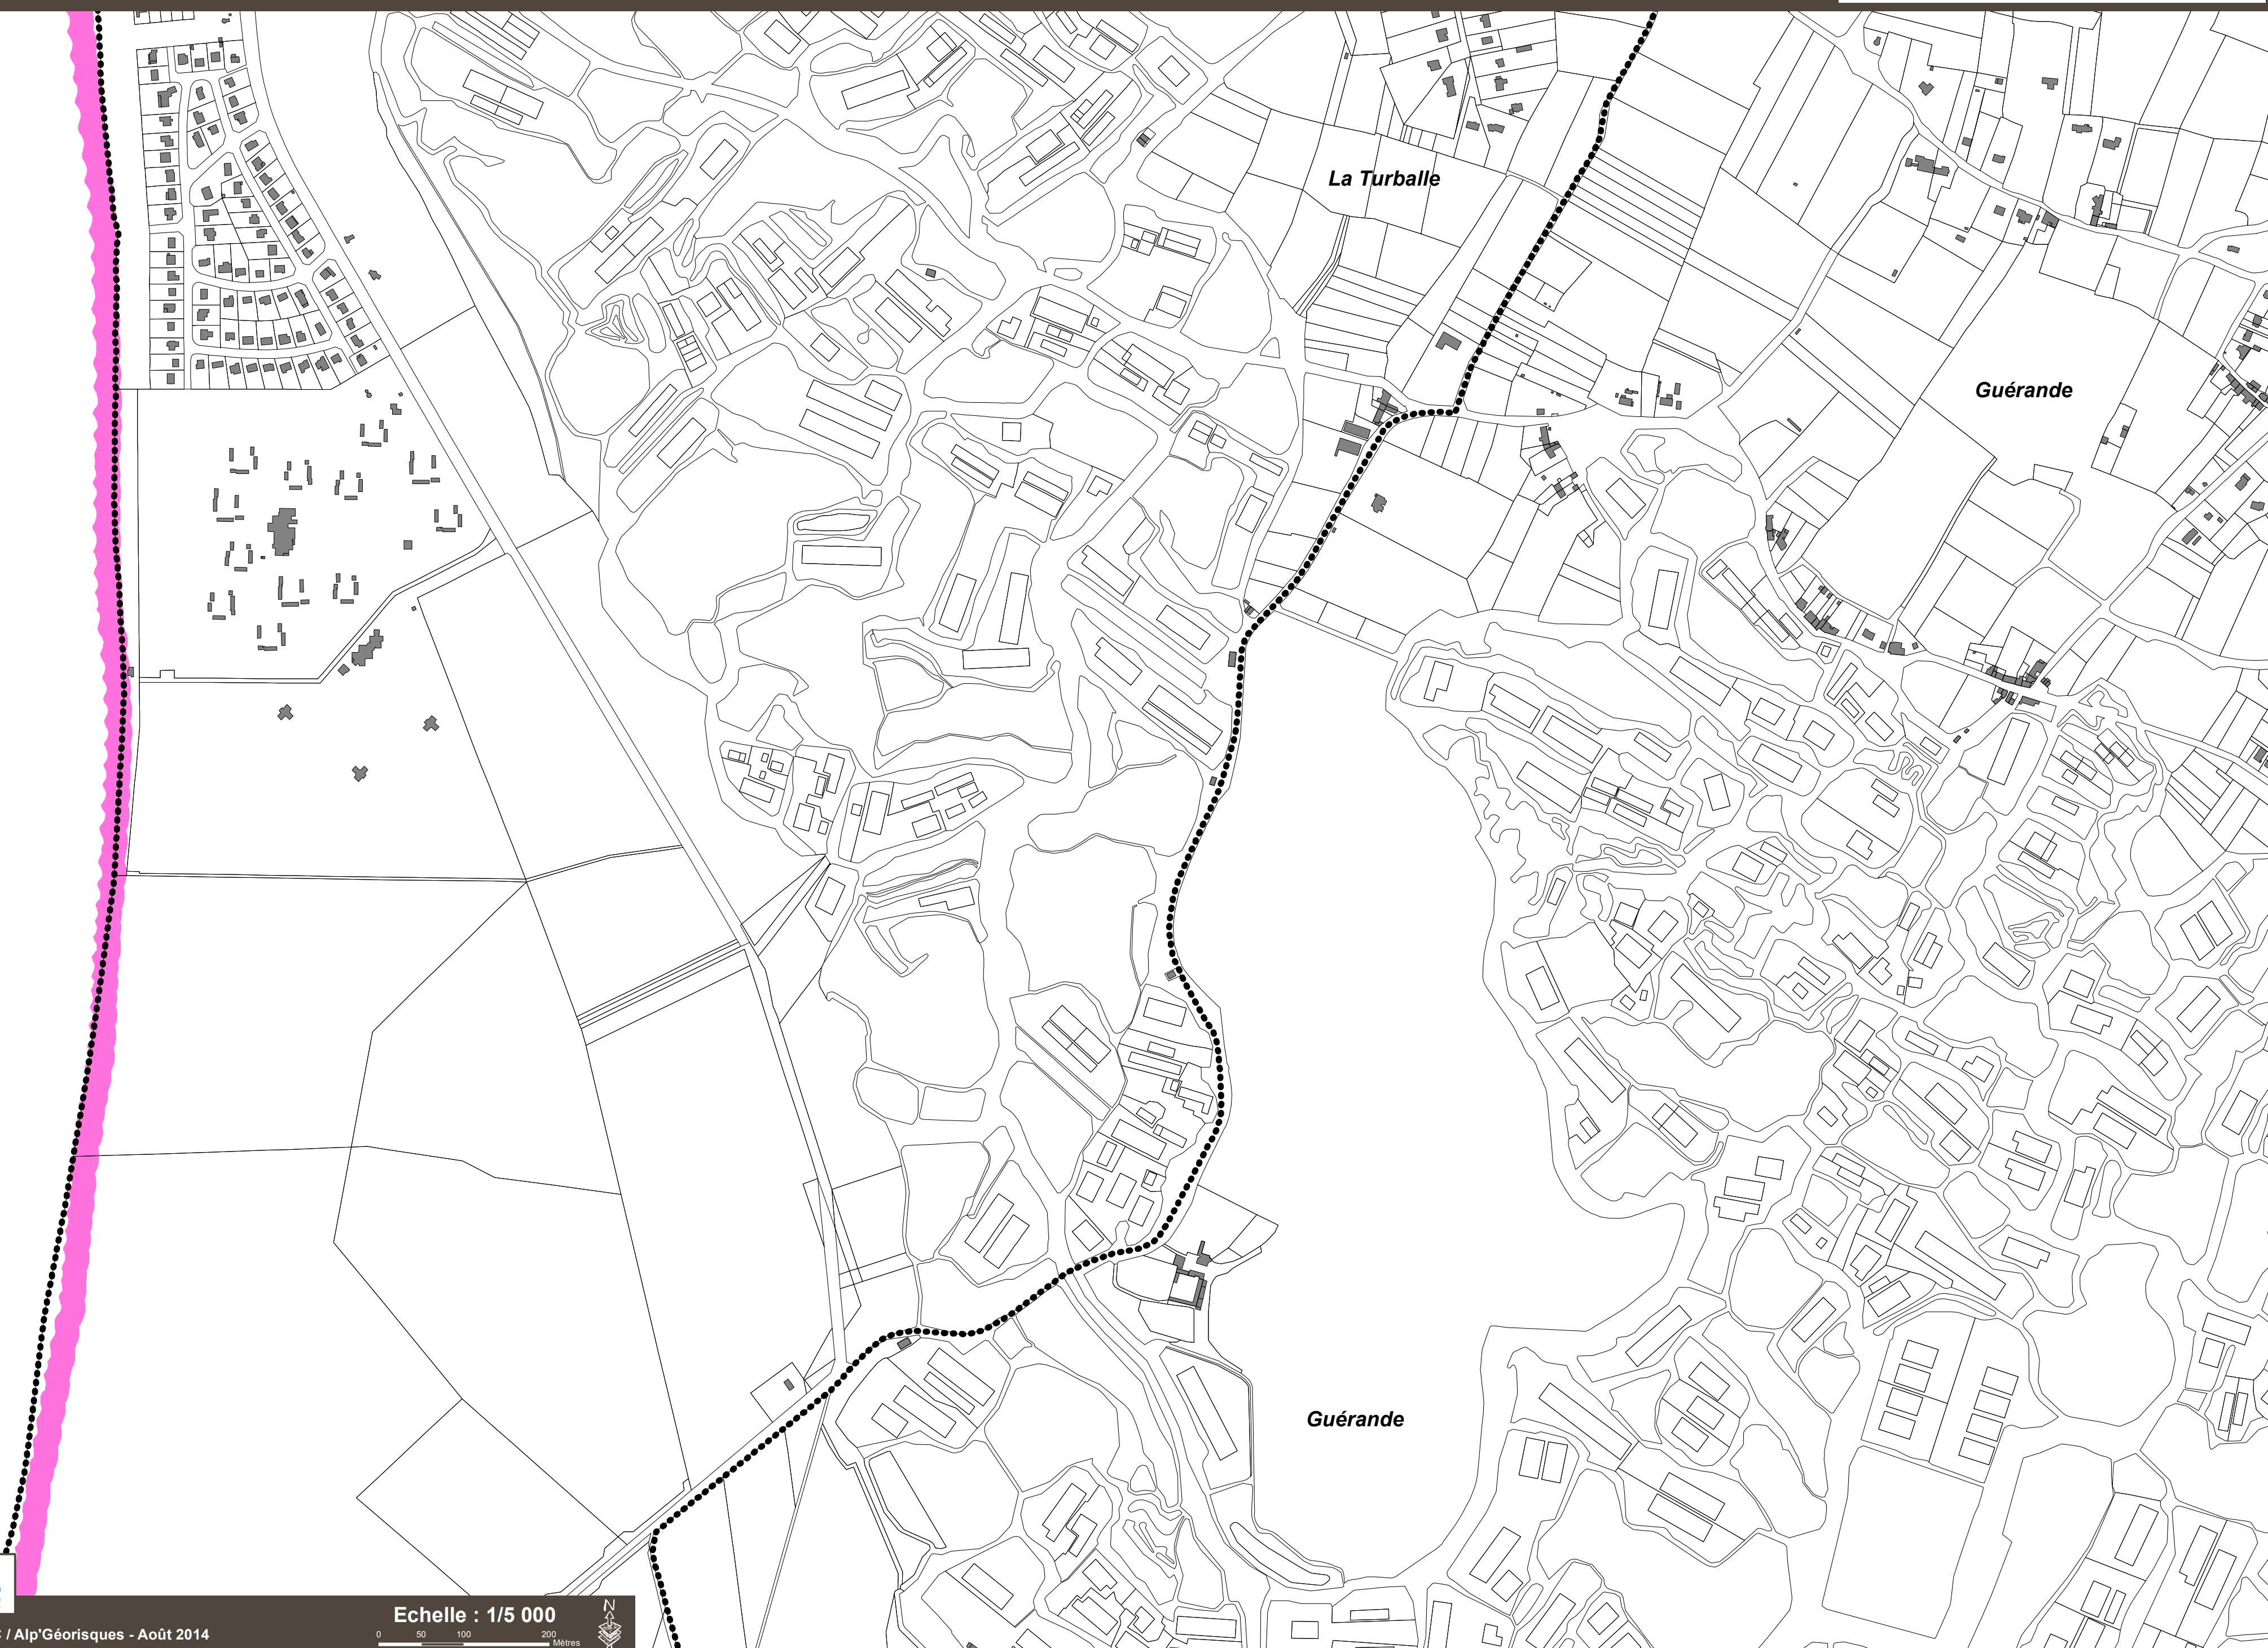 La Turballe
Guérande
Guérande
Echelle : 1/5 000
N
0 50 100 200
Mètres
/ Alp'Géorisques - Août 2014